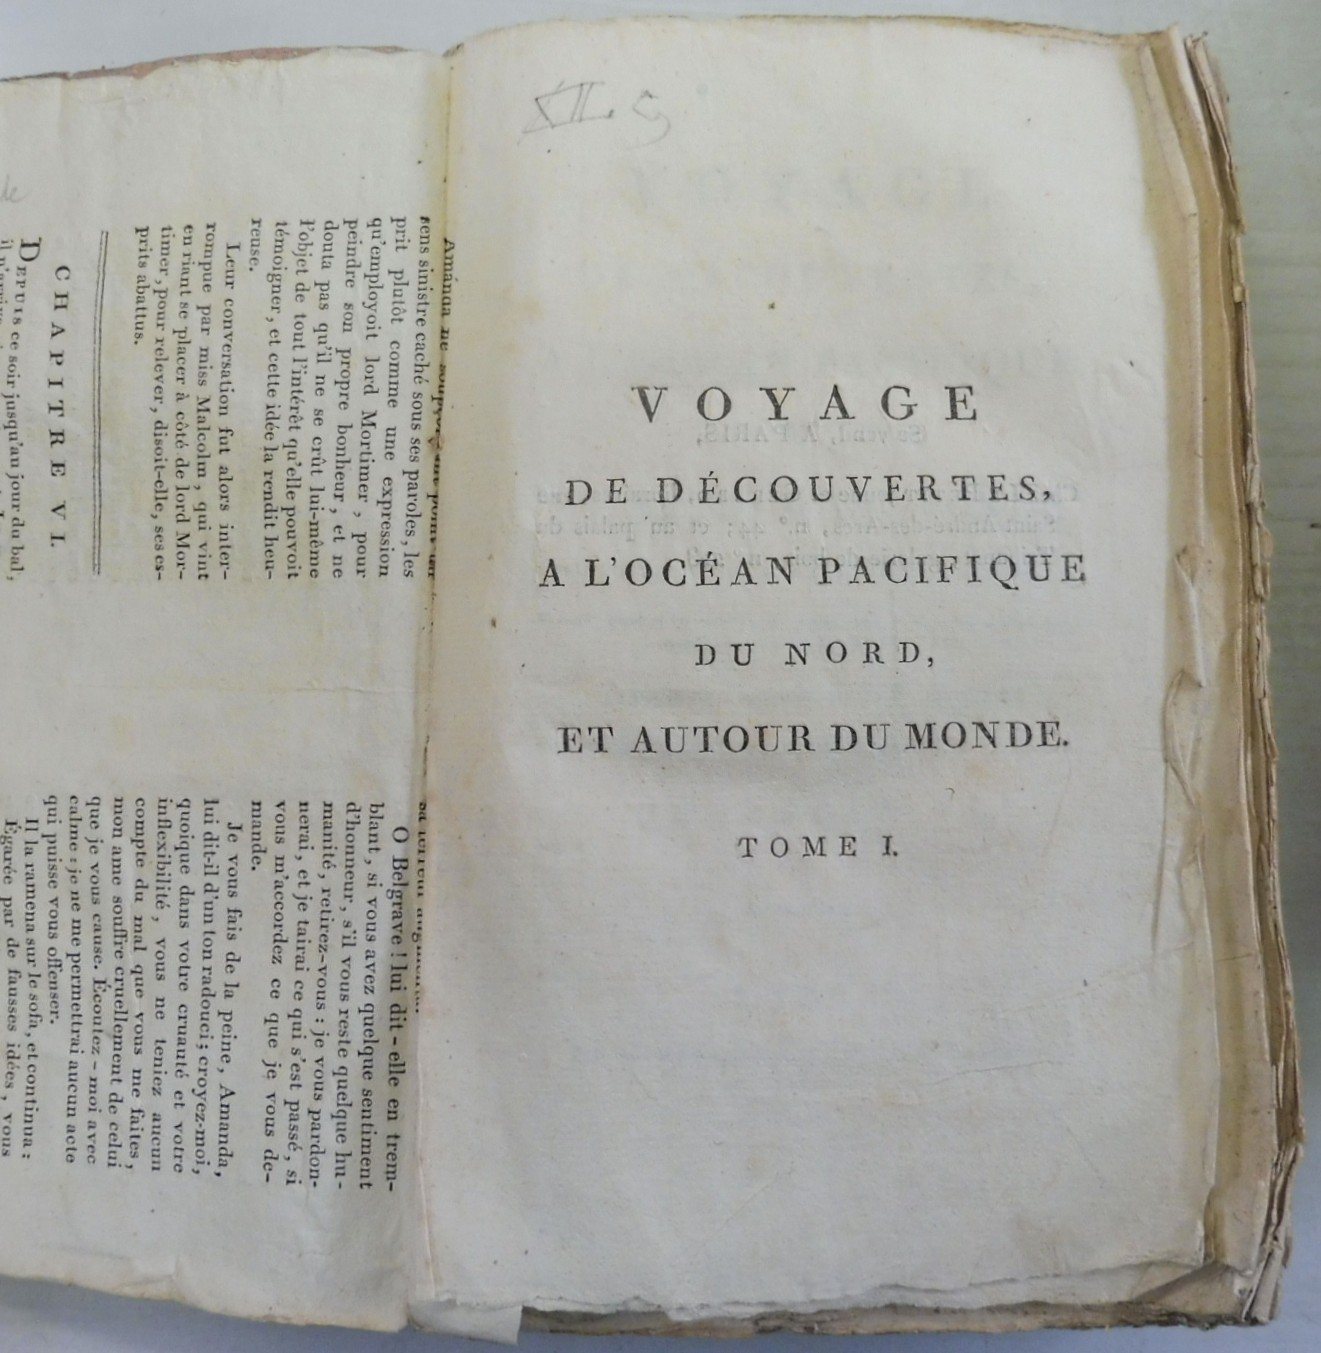 XII. 5
VOYAGE
DE DÉCOUVERTES,
A L'OCÉAN PACIFIQUE
DU NORD,
ET AUTOUR DU MONDE.
TOME I.
Amánda ne
sens sinistre caché sous ses paroles, les
prit plutôt comme une expression
qu'employoit lord Mortimer, pour
peindre son propre bonheur, et ne
douta pas qu'il ne se crût lui-même
l'objet de tout l'intérêt qu'elle pouvoit
témoigner, et cette idée la rendit heu-
reuse.
Leur conversation fut alors inter-
rompue par miss Malcolm, qui vint
en riant se placer à côté de lord Mor-
timer, pour relever, disoit-elle, ses es-
prits abattus.
CHAPITRE VI.
DEPUIS ce soir jusqu'au jour du bal,
sa terreur
O Belgrave! lui dit-elle en trem-
blant, si vous avez quelque sentiment
d'honneur, s'il vous reste quelque hu-
manité, retirez-vous: je vous pardon-
nerai, et je tairai ce qui s'est passé, si
vous m'accordez ce que je vous de-
mande.
Je vous fais de la peine, Amanda,
lui dit-il d'un ton radouci; croyez-moi,
quoique dans votre cruauté et votre
inflexibilité, vous ne teniez aucun
compte du mal que vous me faites,
mon ame souffre cruellement de celui
que je vous cause. Écoutez-moi avec
calme: je ne me permettrai aucun acte
qui puisse vous offenser.
Il la ramena sur le sofa, et continua:
Égarée par de fausses idées, vous